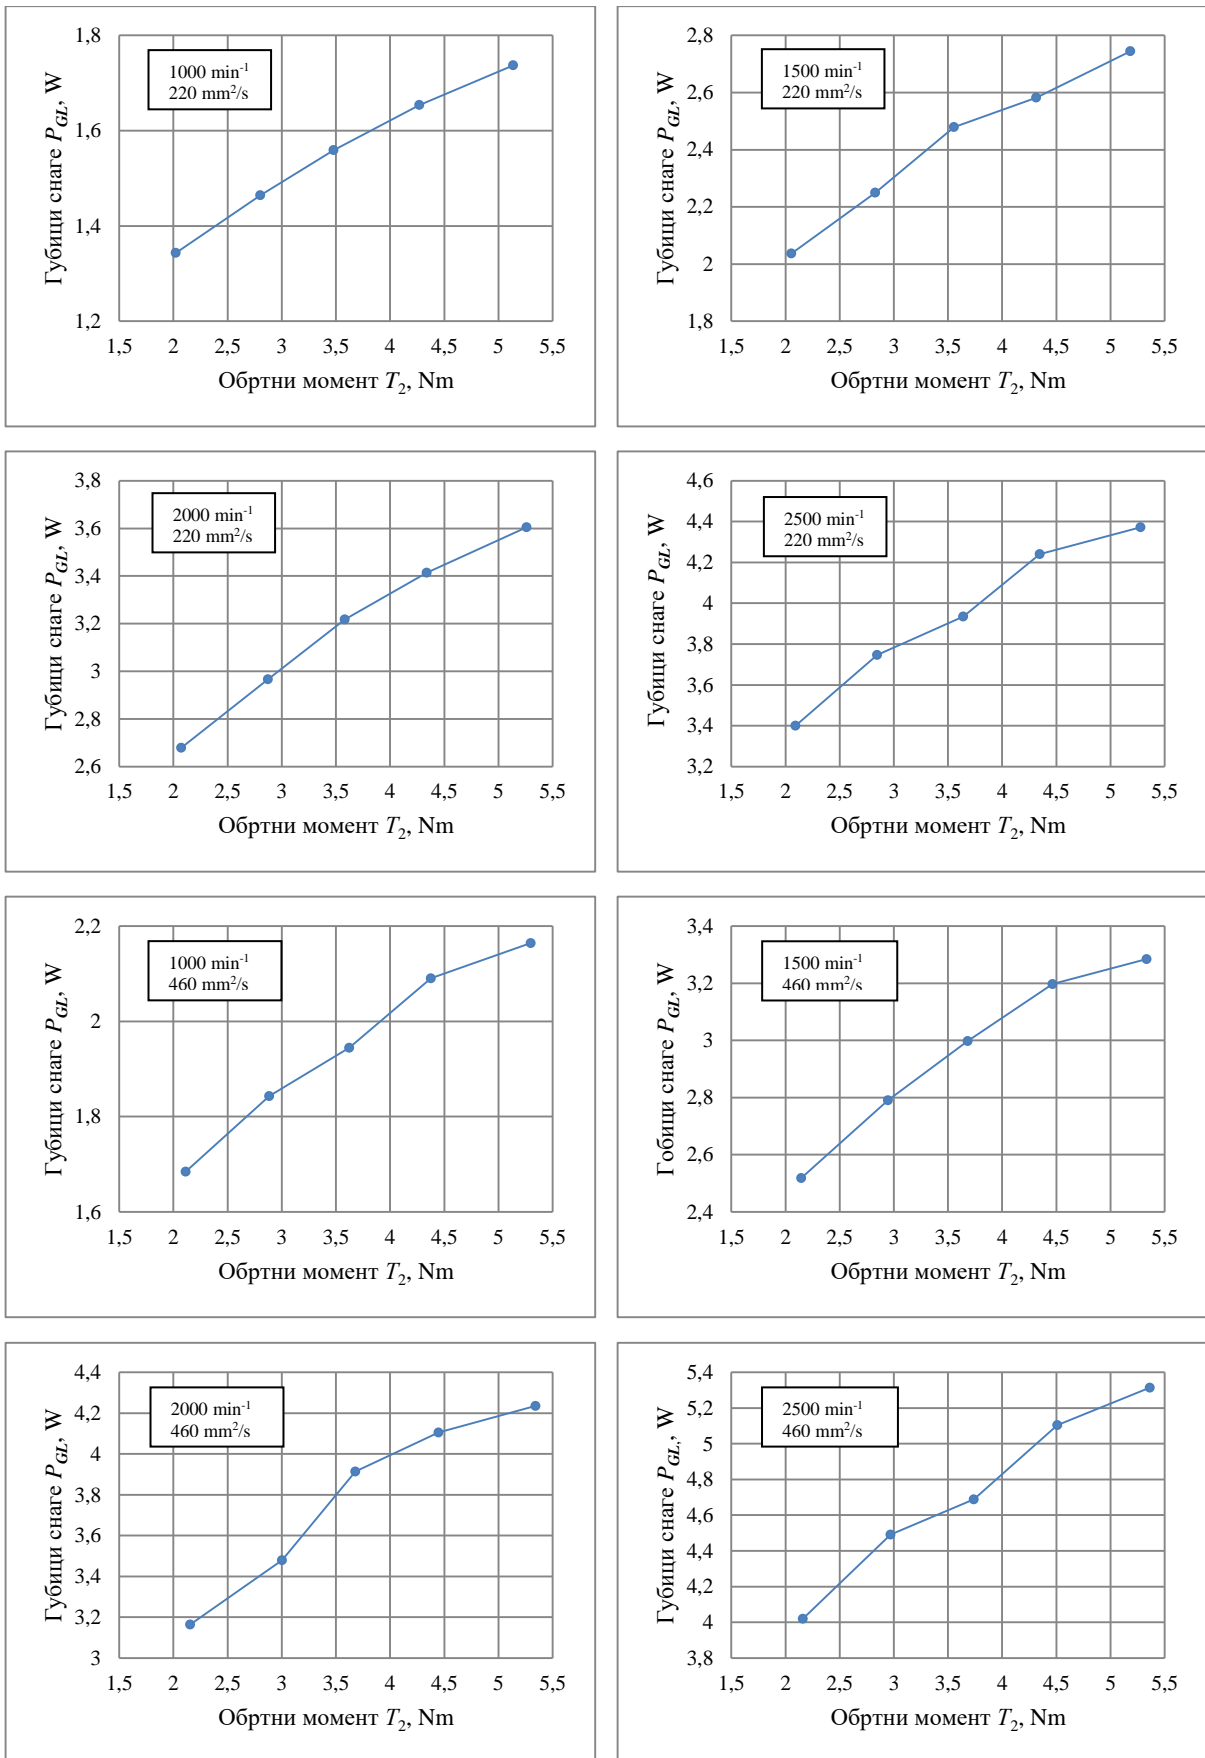 1,8
1,6
1,4
1,2
1000 min⁻¹
220 mm²/s
Губици снаге P_GL, W
1,5 2 2,5 3 3,5 4 4,5 5 5,5
Обртни момент T₂, Nm
2,8
2,6
2,4
2,2
2
1,8
1500 min⁻¹
220 mm²/s
Губици снаге P_GL, W
1,5 2 2,5 3 3,5 4 4,5 5 5,5
Обртни момент T₂, Nm
3,8
3,6
3,4
3,2
3
2,8
2,6
2000 min⁻¹
220 mm²/s
Губици снаге P_GL, W
1,5 2 2,5 3 3,5 4 4,5 5 5,5
Обртни момент T₂, Nm
4,6
4,4
4,2
4
3,8
3,6
3,4
3,2
2500 min⁻¹
220 mm²/s
Губици снаге P_GL, W
1,5 2 2,5 3 3,5 4 4,5 5 5,5
Обртни момент T₂, Nm
2,2
2
1,8
1,6
1000 min⁻¹
460 mm²/s
Губици снаге P_GL, W
1,5 2 2,5 3 3,5 4 4,5 5 5,5
Обртни момент T₂, Nm
3,4
3,2
3
2,8
2,6
2,4
1500 min⁻¹
460 mm²/s
Гобици снаге P_GL, W
1,5 2 2,5 3 3,5 4 4,5 5 5,5
Обртни момент T₂, Nm
4,4
4,2
4
3,8
3,6
3,4
3,2
3
2000 min⁻¹
460 mm²/s
Губици снаге P_GL, W
1,5 2 2,5 3 3,5 4 4,5 5 5,5
Обртни момент T₂, Nm
5,4
5,2
5
4,8
4,6
4,4
4,2
4
3,8
2500 min⁻¹
460 mm²/s
Губици снаге P_GL, W
1,5 2 2,5 3 3,5 4 4,5 5 5,5
Обртни момент T₂, Nm